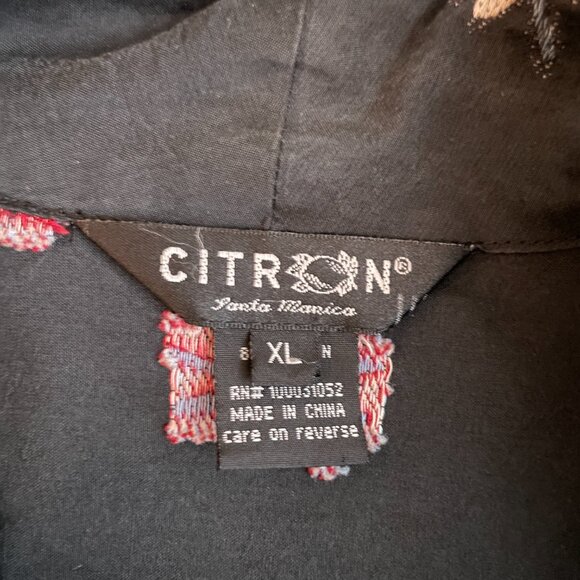 CITRON®
Santa Monica
XL
RN# 100031052
MADE IN CHINA
care on reverse